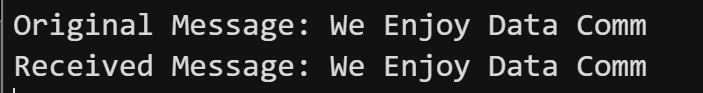 Original Message: We Enjoy Data Comm
Received Message: We Enjoy Data Comm